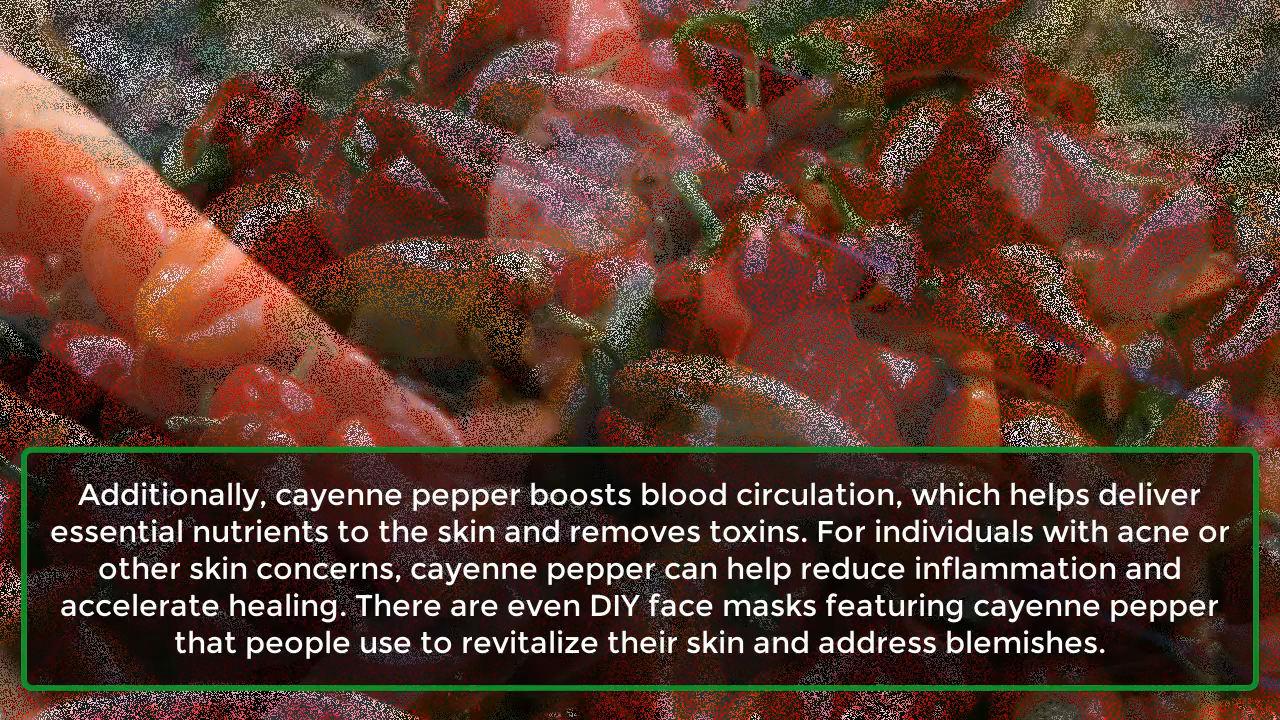 Additionally, cayenne pepper boosts blood circulation, which helps deliver
essential nutrients to the skin and removes toxins. For individuals with acne or
other skin concerns, cayenne pepper can help reduce inflammation and
accelerate healing. There are even DIY face masks featuring cayenne pepper
that people use to revitalize their skin and address blemishes.